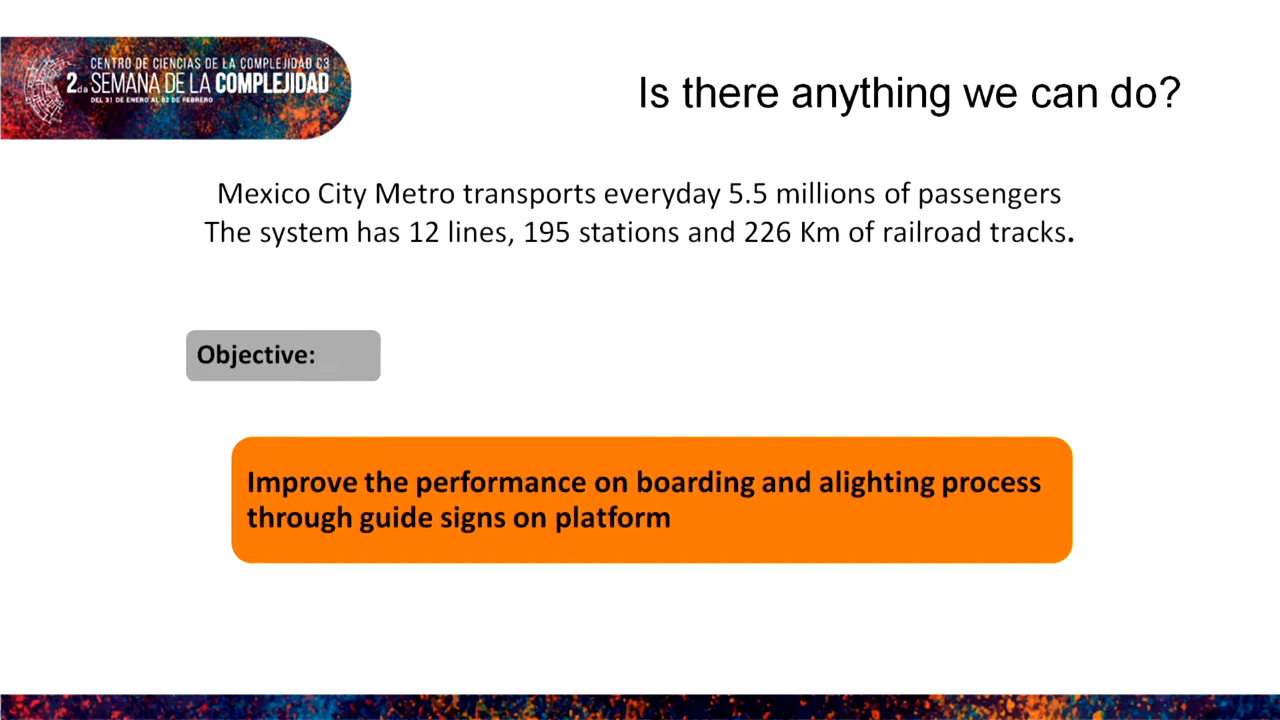 CENTRO DE CIENCIAS DE LA COMPLEJIDAD C3
2.da SEMANA DE LA COMPLEJIDAD
DEL 31 DE ENERO AL 02 DE FEBRERO
Is there anything we can do?
Mexico City Metro transports everyday 5.5 millions of passengers
The system has 12 lines, 195 stations and 226 Km of railroad tracks.
Objective:
Improve the performance on boarding and alighting process
through guide signs on platform